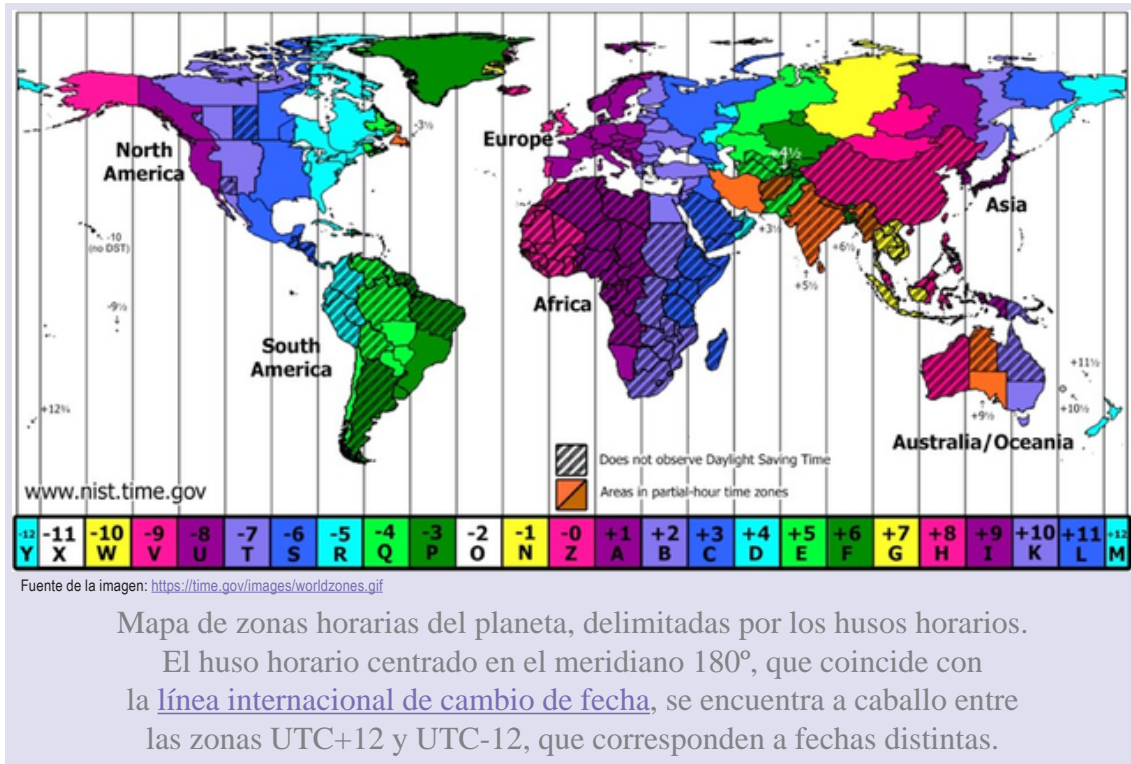 -3½
North
America
Europe
+4½
Asia
-10
(no DST)
+3½
+6½
+5½
-9½
Africa
South
America
+12¾
+11½
+10½
+9½
Australia/Oceania
Does not observe Daylight Saving Time
Areas in partial-hour time zones
www.nist.time.gov
-12 -11 -10 -9 -8 -7 -6 -5 -4 -3 -2 -1 -0 +1 +2 +3 +4 +5 +6 +7 +8 +9 +10 +11 +12
Y X W V U T S R Q P O N Z A B C D E F G H I K L M
Fuente de la imagen: https://time.gov/images/worldzones.gif
Mapa de zonas horarias del planeta, delimitadas por los husos horarios.
El huso horario centrado en el meridiano 180º, que coincide con
la línea internacional de cambio de fecha, se encuentra a caballo entre
las zonas UTC+12 y UTC-12, que corresponden a fechas distintas.